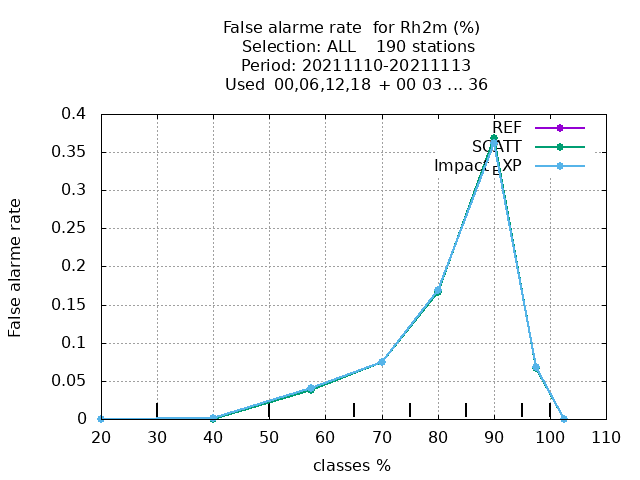 False alarme rate for Rh2m (%)
Selection: ALL 190 stations
Period: 20211110-20211113
Used 00,06,12,18 + 00 03 ... 36
REF
SCATT
Impact_EXP
False alarme rate
0.4
0.35
0.3
0.25
0.2
0.15
0.1
0.05
0
20 30 40 50 60 70 80 90 100 110
classes %